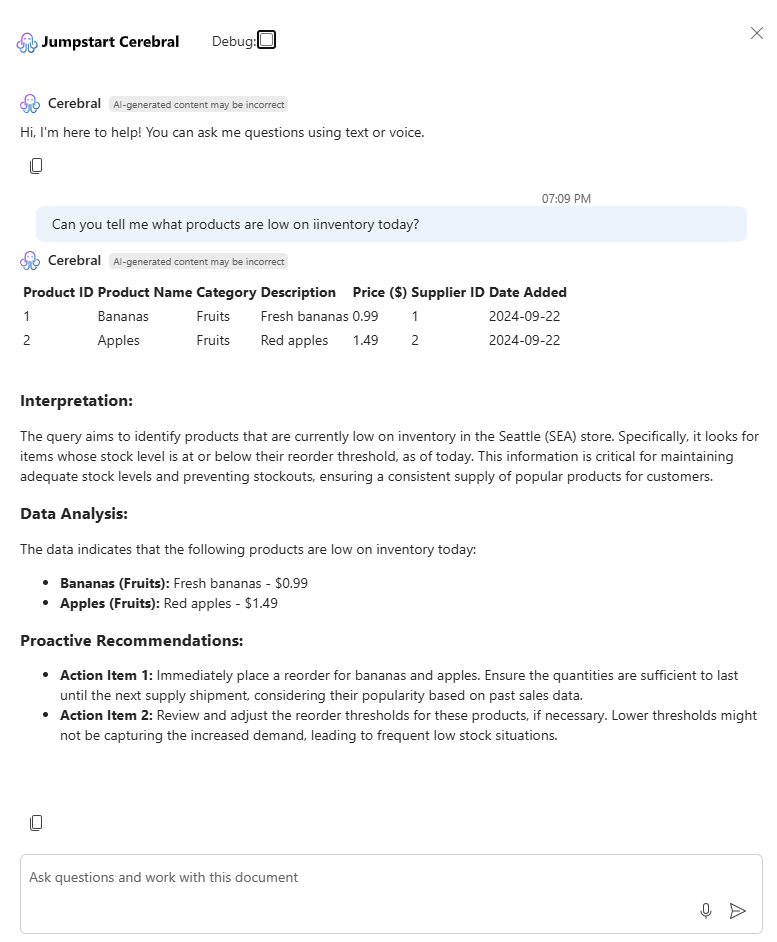 Jumpstart Cerebral Debug:
Cerebral AI-generated content may be incorrect
Hi, I'm here to help! You can ask me questions using text or voice.
07:09 PM
Can you tell me what products are low on iinventory today?
Cerebral AI-generated content may be incorrect
Product ID Product Name Category Description Price ($) Supplier ID Date Added
1 Bananas Fruits Fresh bananas 0.99 1 2024-09-22
2 Apples Fruits Red apples 1.49 2 2024-09-22
Interpretation:
The query aims to identify products that are currently low on inventory in the Seattle (SEA) store. Specifically, it looks for
items whose stock level is at or below their reorder threshold, as of today. This information is critical for maintaining
adequate stock levels and preventing stockouts, ensuring a consistent supply of popular products for customers.
Data Analysis:
The data indicates that the following products are low on inventory today:
• Bananas (Fruits): Fresh bananas - $0.99
• Apples (Fruits): Red apples - $1.49
Proactive Recommendations:
• Action Item 1: Immediately place a reorder for bananas and apples. Ensure the quantities are sufficient to last
until the next supply shipment, considering their popularity based on past sales data.
• Action Item 2: Review and adjust the reorder thresholds for these products, if necessary. Lower thresholds might
not be capturing the increased demand, leading to frequent low stock situations.
Ask questions and work with this document